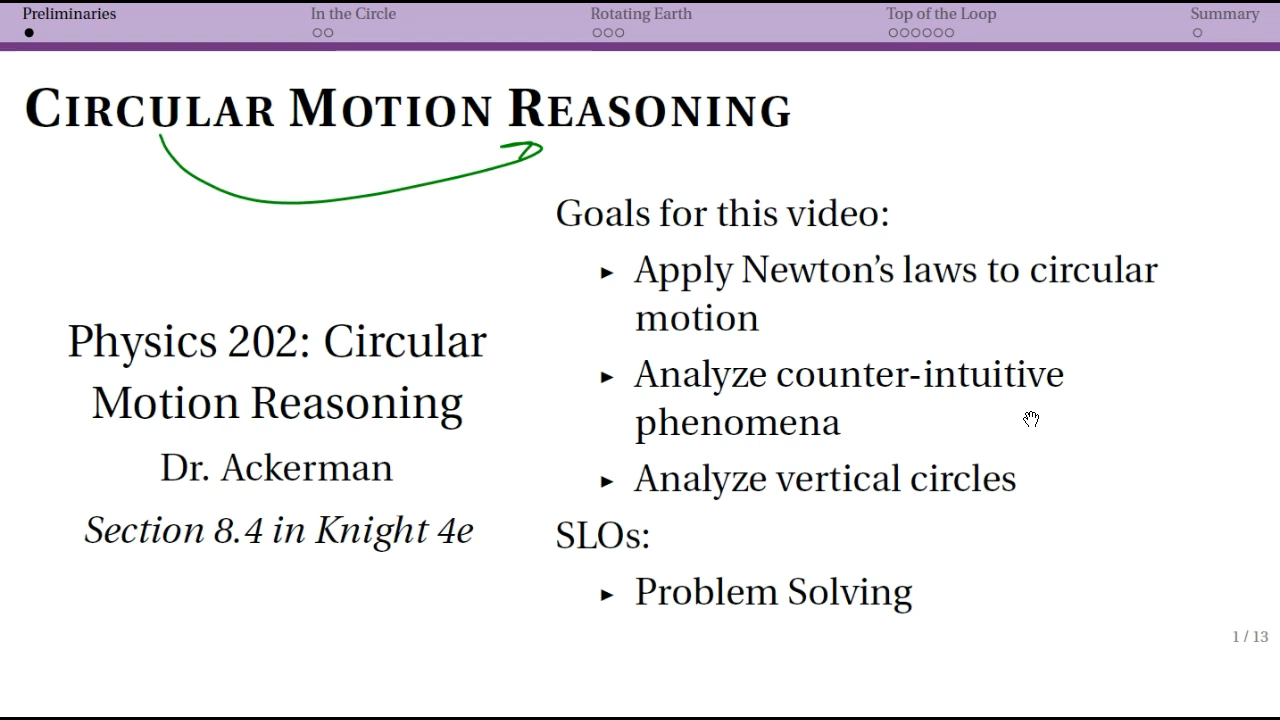 Preliminaries
In the Circle
Rotating Earth
Top of the Loop
Summary
CIRCULAR MOTION REASONING
Physics 202: Circular
Motion Reasoning
Dr. Ackerman
Section 8.4 in Knight 4e
Goals for this video:
Apply Newton's laws to circular
motion
Analyze counter-intuitive
phenomena
Analyze vertical circles
SLOs:
Problem Solving
1 / 13